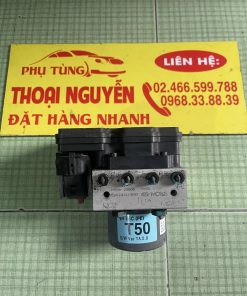 PHỤ TÙNG
THOẠI NGUYỄN
ĐẶT HÀNG NHANH
LIÊN HỆ:
02.466.599.788
0968.33.88.39
T50